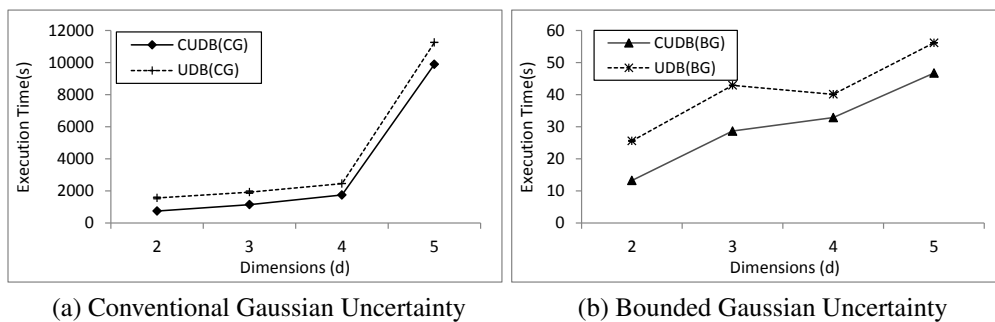 12000
10000
8000
6000
4000
2000
0
Execution Time(s)
CUDB(CG)
UDB(CG)
2 3 4 5
Dimensions (d)
(a) Conventional Gaussian Uncertainty
60
50
40
30
20
10
0
Execution Time(s)
CUDB(BG)
UDB(BG)
2 3 4 5
Dimensions (d)
(b) Bounded Gaussian Uncertainty